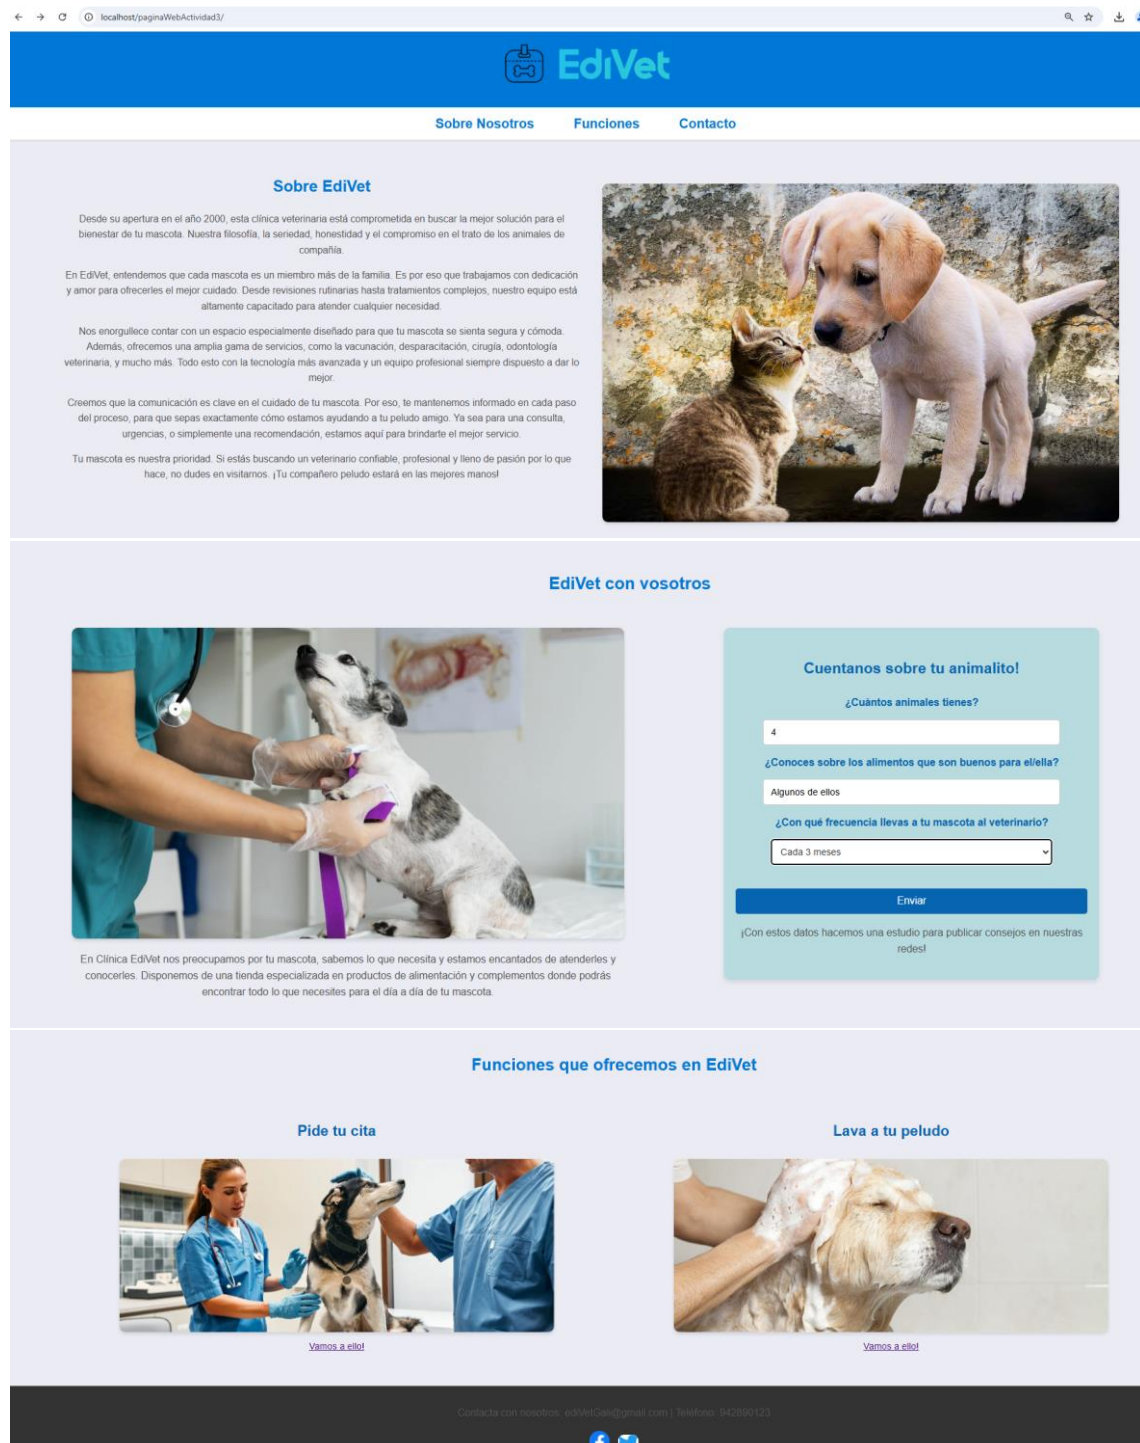 localhost/paginaWebActividad3/
EdiVet
Sobre Nosotros Funciones Contacto
Sobre EdiVet
Desde su apertura en el año 2000, esta clínica veterinaria está comprometida en buscar la mejor solución para el
bienestar de tu mascota. Nuestra filosofía, la seriedad, honestidad y el compromiso en el trato de los animales de
compañía.
En EdiVet, entendemos que cada mascota es un miembro más de la familia. Es por eso que trabajamos con dedicación
y amor para ofrecerles el mejor cuidado. Desde revisiones rutinarias hasta tratamientos complejos, nuestro equipo está
altamente capacitado para atender cualquier necesidad.
Nos enorgullece contar con un espacio especialmente diseñado para que tu mascota se sienta segura y cómoda.
Además, ofrecemos una amplia gama de servicios, como la vacunación, desparacitación, cirugía, odontología
veterinaria, y mucho más. Todo esto con la tecnología más avanzada y un equipo profesional siempre dispuesto a dar lo
mejor.
Creemos que la comunicación es clave en el cuidado de tu mascota. Por eso, te mantenemos informado en cada paso
del proceso, para que sepas exactamente cómo estamos ayudando a tu peludo amigo. Ya sea para una consulta,
urgencias, o simplemente una recomendación, estamos aquí para brindarte el mejor servicio.
Tu mascota es nuestra prioridad. Si estás buscando un veterinario confiable, profesional y lleno de pasión por lo que
hace, no dudes en visitarnos. ¡Tu compañero peludo estará en las mejores manos!
EdiVet con vosotros
En Clínica EdiVet nos preocupamos por tu mascota, sabemos lo que necesita y estamos encantados de atenderles y
conocerles. Disponemos de una tienda especializada en productos de alimentación y complementos donde podrás
encontrar todo lo que necesites para el día a día de tu mascota.
Cuentanos sobre tu animalito!
¿Cuántos animales tienes?
4
¿Conoces sobre los alimentos que son buenos para el/ella?
Algunos de ellos
¿Con qué frecuencia llevas a tu mascota al veterinario?
Cada 3 meses
Enviar
¡Con estos datos hacemos una estudio para publicar consejos en nuestras
redes!
Funciones que ofrecemos en EdiVet
Pide tu cita
Vamos a ello!
Lava a tu peludo
Vamos a ello!
Contacta con nosotros: ediVetGali@gmail.com | Teléfono: 942890123